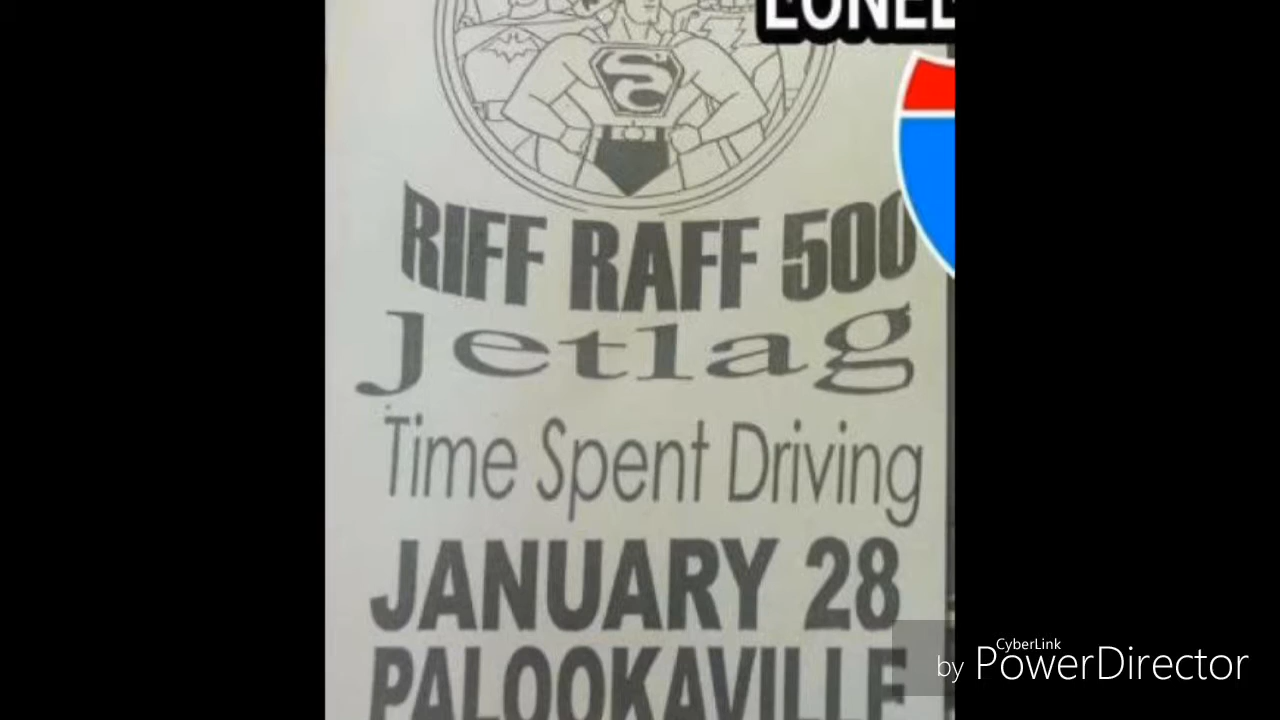 RIFF RAFF 500
Jetlag
Time Spent Driving
JANUARY 28
PALOOKAVILLE
CyberLink
by PowerDirector